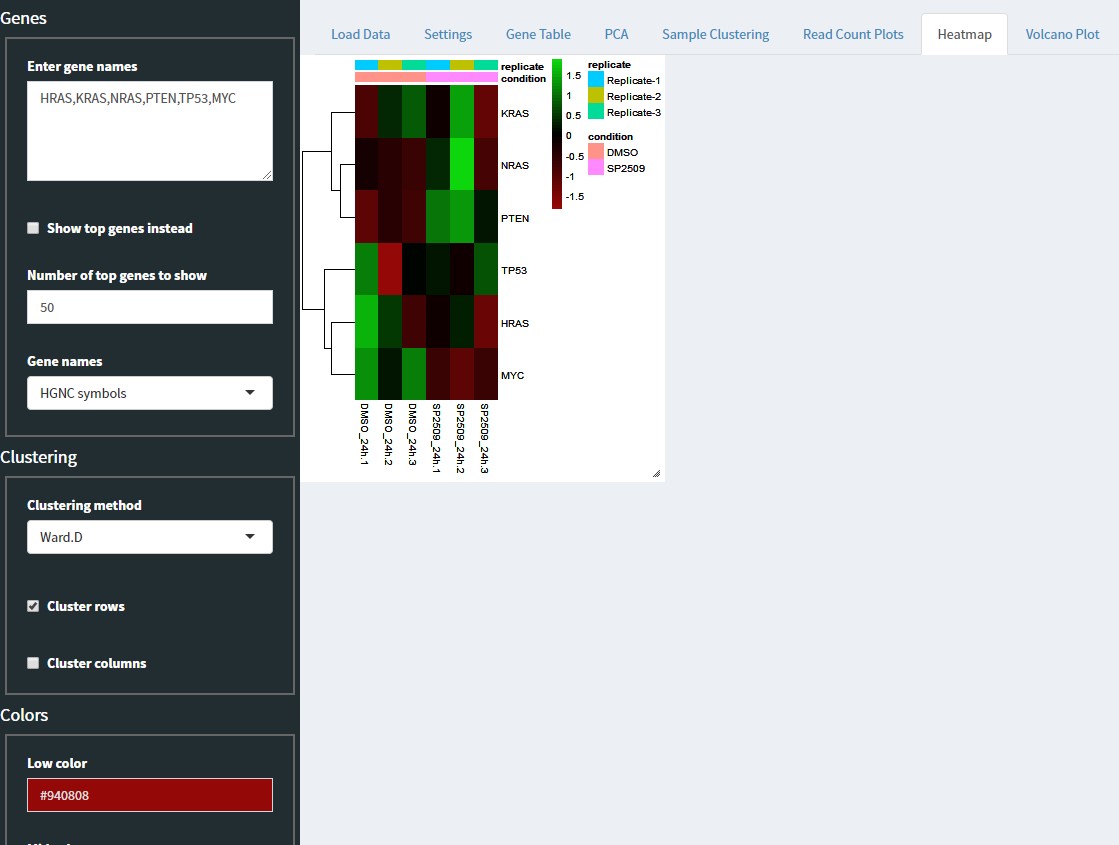 Genes
Enter gene names
HRAS,KRAS,NRAS,PTEN,TP53,MYC
Show top genes instead
Number of top genes to show
50
Gene names
HGNC symbols
Clustering
Clustering method
Ward.D
Cluster rows
Cluster columns
Colors
Low color
#940808
Load Data Settings Gene Table PCA Sample Clustering Read Count Plots Heatmap Volcano Plot
replicate
condition
KRAS
NRAS
PTEN
TP53
HRAS
MYC
DMSO_24h.1
DMSO_24h.2
DMSO_24h.3
SP2509_24h.1
SP2509_24h.2
SP2509_24h.3
1.5
1
0.5
0
-0.5
-1
-1.5
replicate
Replicate-1
Replicate-2
Replicate-3
condition
DMSO
SP2509